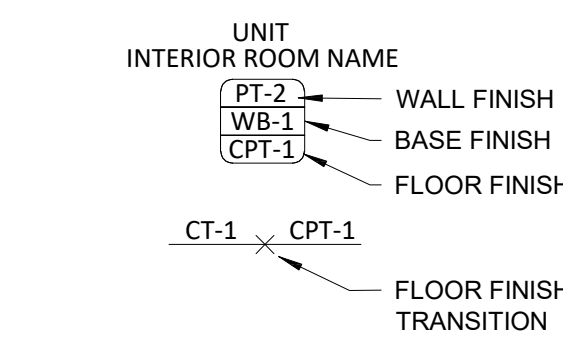 UNIT
INTERIOR ROOM NAME
PT-2
WALL FINISH
WB-1
BASE FINISH
CPT-1
FLOOR FINISH
CT-1 CPT-1
FLOOR FINISH
TRANSITION